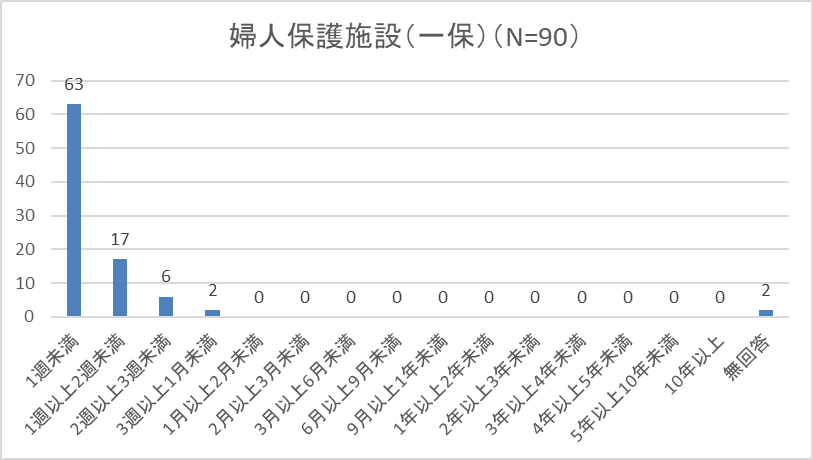 婦人保護施設(一保)(N=90)
70
60
50
40
30
20
10
0
63
17
6
2
0
0
0
0
0
0
0
0
0
0
0
2
1週未満
1週以上2週未満
2週以上3週未満
3週以上1月未満
1月以上2月未満
2月以上3月未満
3月以上6月未満
6月以上9月未満
9月以上1年未満
1年以上2年未満
2年以上3年未満
3年以上4年未満
4年以上5年未満
5年以上10年未満
10年以上
無回答